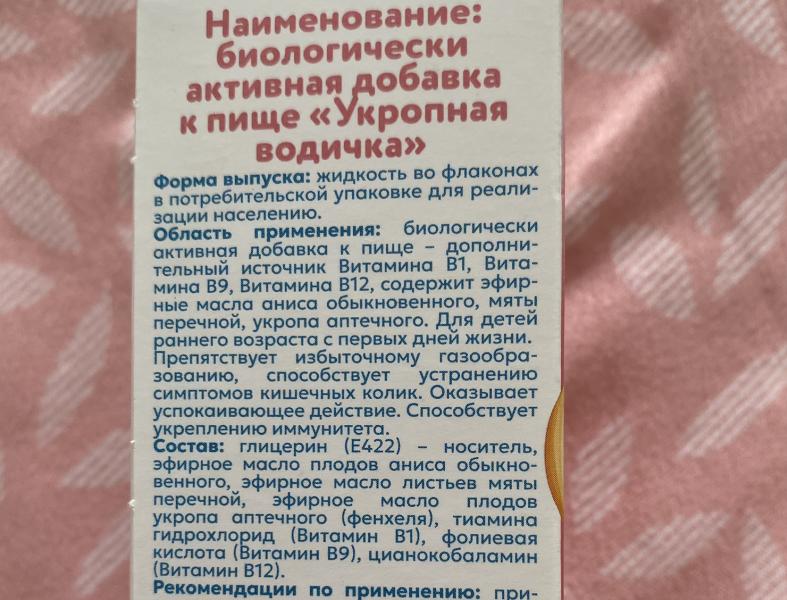 Наименование:
биологически
активная добавка
к пище «Укропная
водичка»
Форма выпуска: жидкость во флаконах
в потребительской упаковке для реали-
зации населению.
Область применения: биологически
активная добавка к пище – дополни-
тельный источник Витамина В1, Вита-
мина В9, Витамина В12, содержит эфир-
ные масла аниса обыкновенного, мяты
перечной, укропа аптечного. Для детей
раннего возраста с первых дней жизни.
Препятствует избыточному газообра-
зованию, способствует устранению
симптомов кишечных колик. Оказывает
успокаивающее действие. Способствует
укреплению иммунитета.
Состав: глицерин (Е422) – носитель,
эфирное масло плодов аниса обыкно-
венного, эфирное масло листьев мяты
перечной, эфирное масло плодов
укропа аптечного (фенхеля), тиамина
гидрохлорид (Витамин В1), фолиевая
кислота (Витамин В9), цианокобаламин
(Витамин В12).
Рекомендации по применению: при-